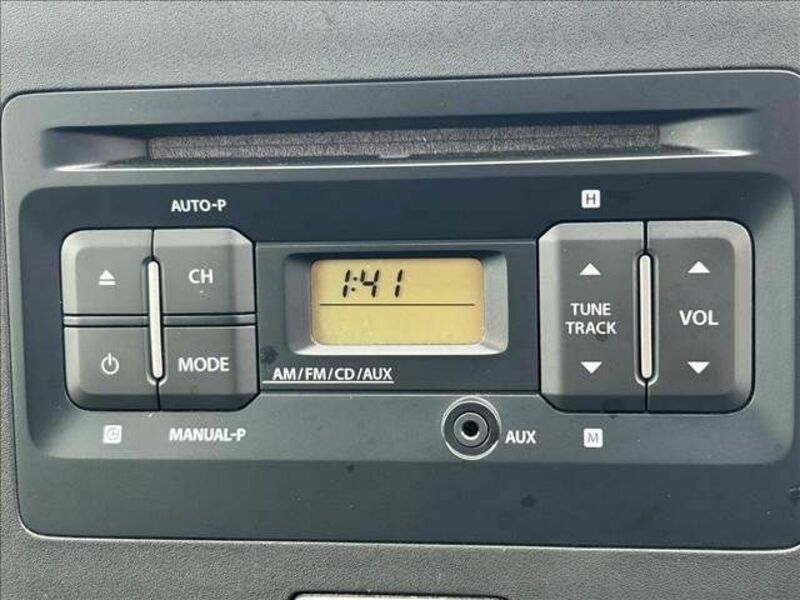 AUTO-P
H
CH
1:41
TUNE
TRACK
VOL
MODE
AM/FM/CD/AUX
MANUAL-P
AUX
M